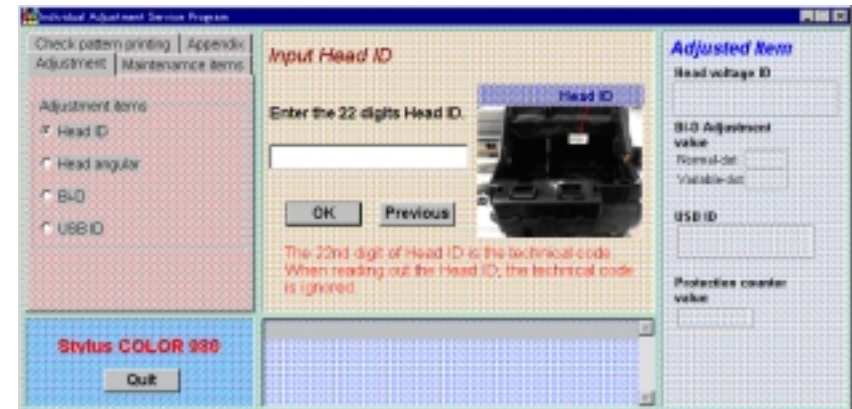 Individual Adjustment Service Program
Check pattern printing
Appendix
Adjustment
Maintenamce items
Adjustment items
Head ID
Head angular
Bi-D
USB ID
Stylus COLOR 980
Quit
Input Head ID
Enter the 22 digits Head ID.
Head ID
OK
Previous
The 22nd digit of Head ID is the technical code
When reading out the Head ID, the technical code
is ignored
Adjusted Item
Head voltage ID
Bi-D Adjustment
value
Normal-dot
Variable-dot
USB ID
Protection counter
value